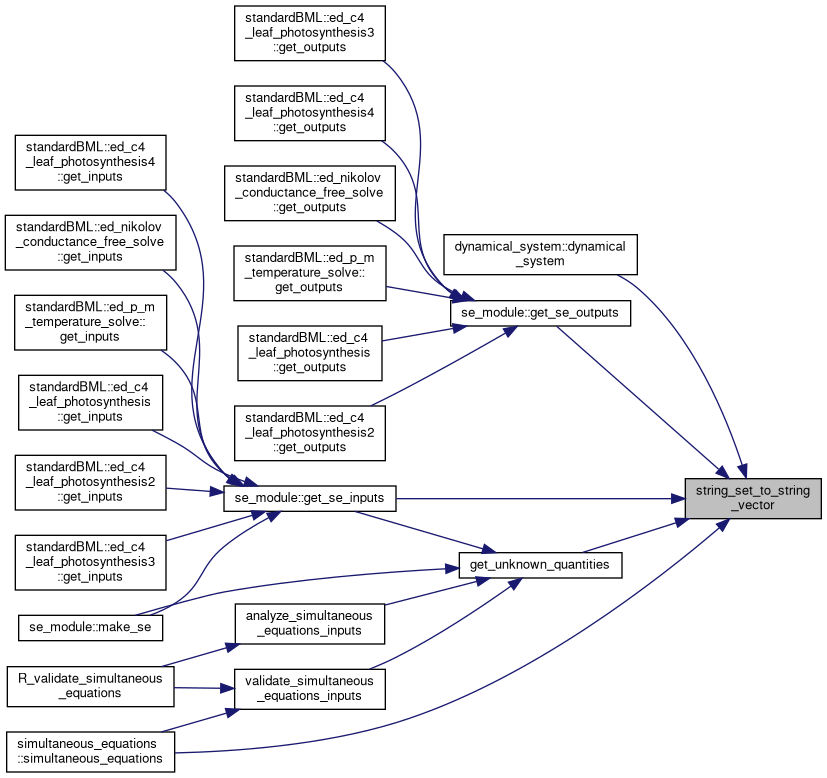 standardBML::ed_c4
_leaf_photosynthesis3
::get_outputs
standardBML::ed_c4
_leaf_photosynthesis4
::get_outputs
standardBML::ed_c4
_leaf_photosynthesis4
::get_inputs
standardBML::ed_nikolov
_conductance_free_solve
::get_outputs
standardBML::ed_nikolov
_conductance_free_solve
::get_inputs
dynamical_system::dynamical
_system
standardBML::ed_p_m
_temperature_solve::
get_outputs
se_module::get_se_outputs
standardBML::ed_p_m
_temperature_solve::
get_inputs
standardBML::ed_c4
_leaf_photosynthesis
::get_outputs
standardBML::ed_c4
_leaf_photosynthesis
::get_inputs
standardBML::ed_c4
_leaf_photosynthesis2
::get_outputs
standardBML::ed_c4
_leaf_photosynthesis2
::get_inputs
se_module::get_se_inputs
string_set_to_string
_vector
standardBML::ed_c4
_leaf_photosynthesis3
::get_inputs
get_unknown_quantities
se_module::make_se
analyze_simultaneous
_equations_inputs
R_validate_simultaneous
_equations
validate_simultaneous
_equations_inputs
simultaneous_equations
::simultaneous_equations